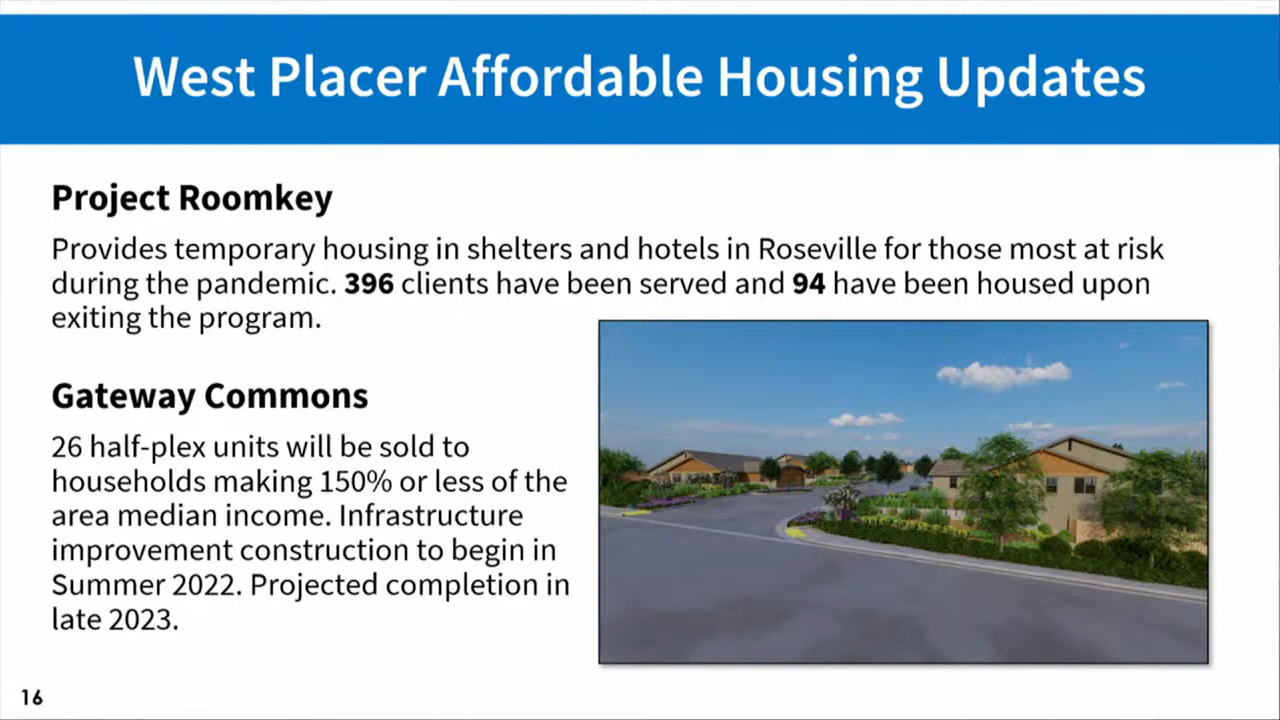 West Placer Affordable Housing Updates
Project Roomkey
Provides temporary housing in shelters and hotels in Roseville for those most at risk
during the pandemic. 396 clients have been served and 94 have been housed upon
exiting the program.
Gateway Commons
26 half-plex units will be sold to
households making 150% or less of the
area median income. Infrastructure
improvement construction to begin in
Summer 2022. Projected completion in
late 2023.
16